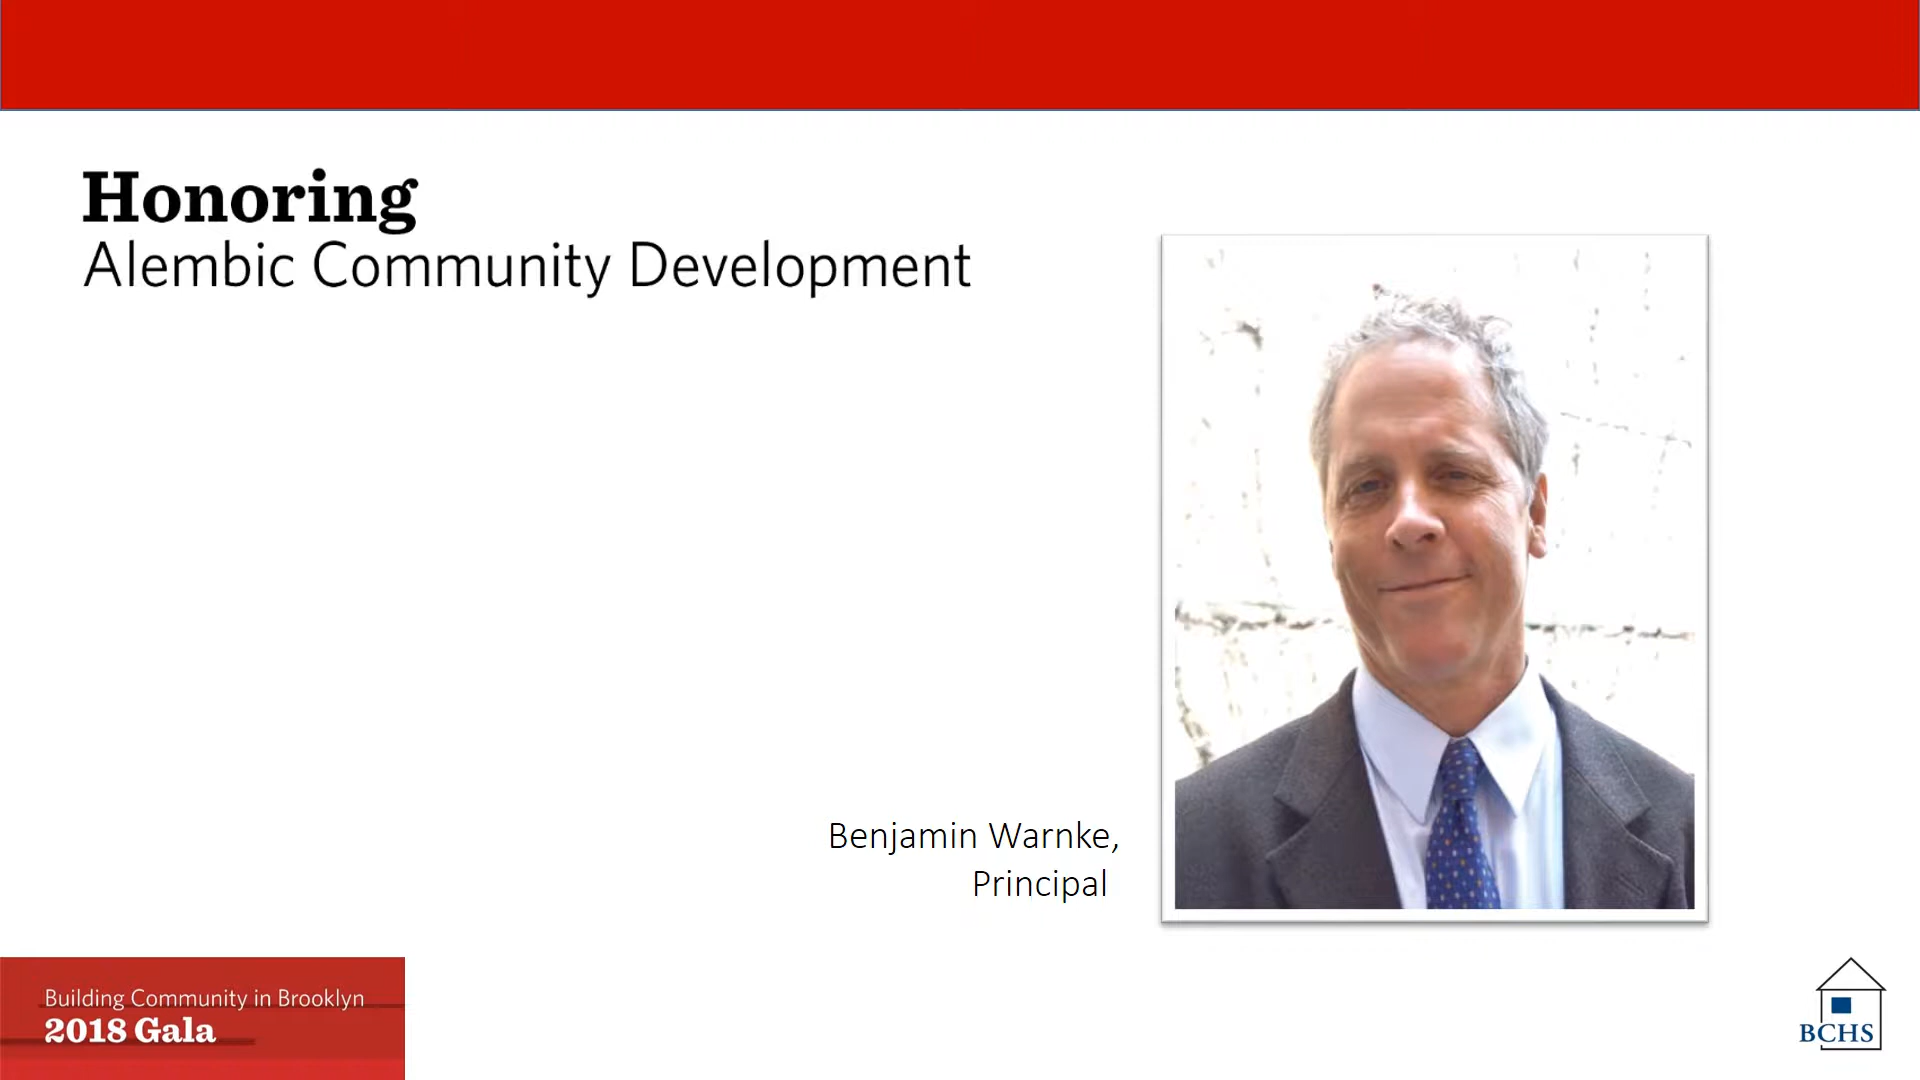 Honoring
Alembic Community Development
Benjamin Warnke,
Principal
Building Community in Brooklyn
2018 Gala
BCHS